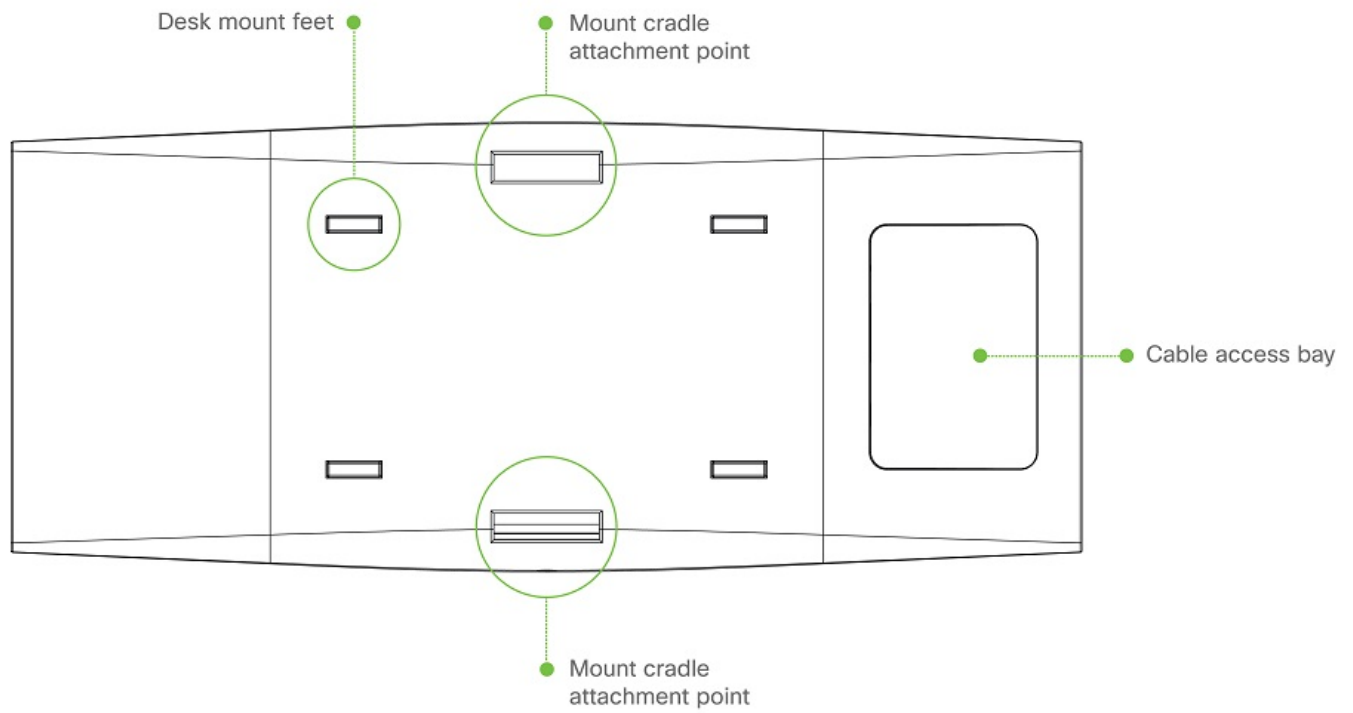 Desk mount feet
Mount cradle
attachment point
Cable access bay
Mount cradle
attachment point